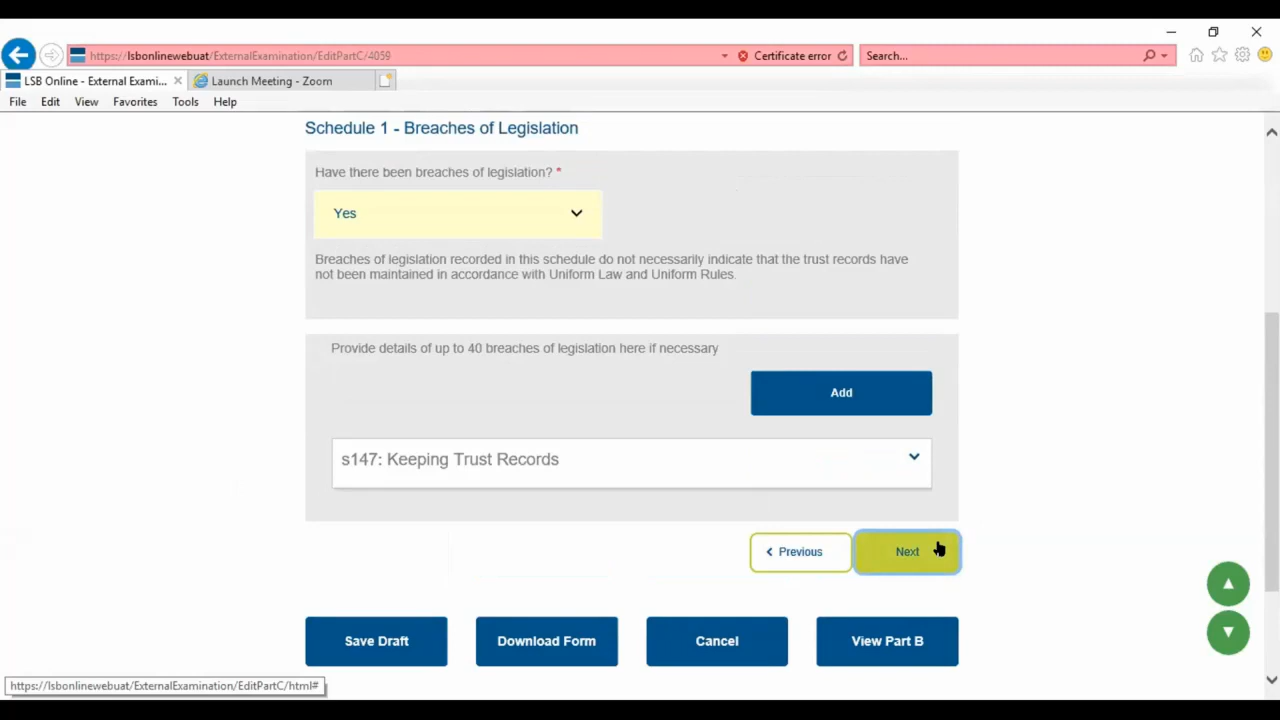 https://lsbonlinewebuat/ExternalExamination/EditPartC/4059
Certificate error
Search...
LSB Online - External Exami...
Launch Meeting - Zoom
File Edit View Favorites Tools Help
Schedule 1 - Breaches of Legislation
Have there been breaches of legislation? *
Yes
Breaches of legislation recorded in this schedule do not necessarily indicate that the trust records have
not been maintained in accordance with Uniform Law and Uniform Rules.
Provide details of up to 40 breaches of legislation here if necessary
Add
s147: Keeping Trust Records
Previous
Next
Save Draft
Download Form
Cancel
View Part B
https://lsbonlinewebuat/ExternalExamination/EditPartC/html#